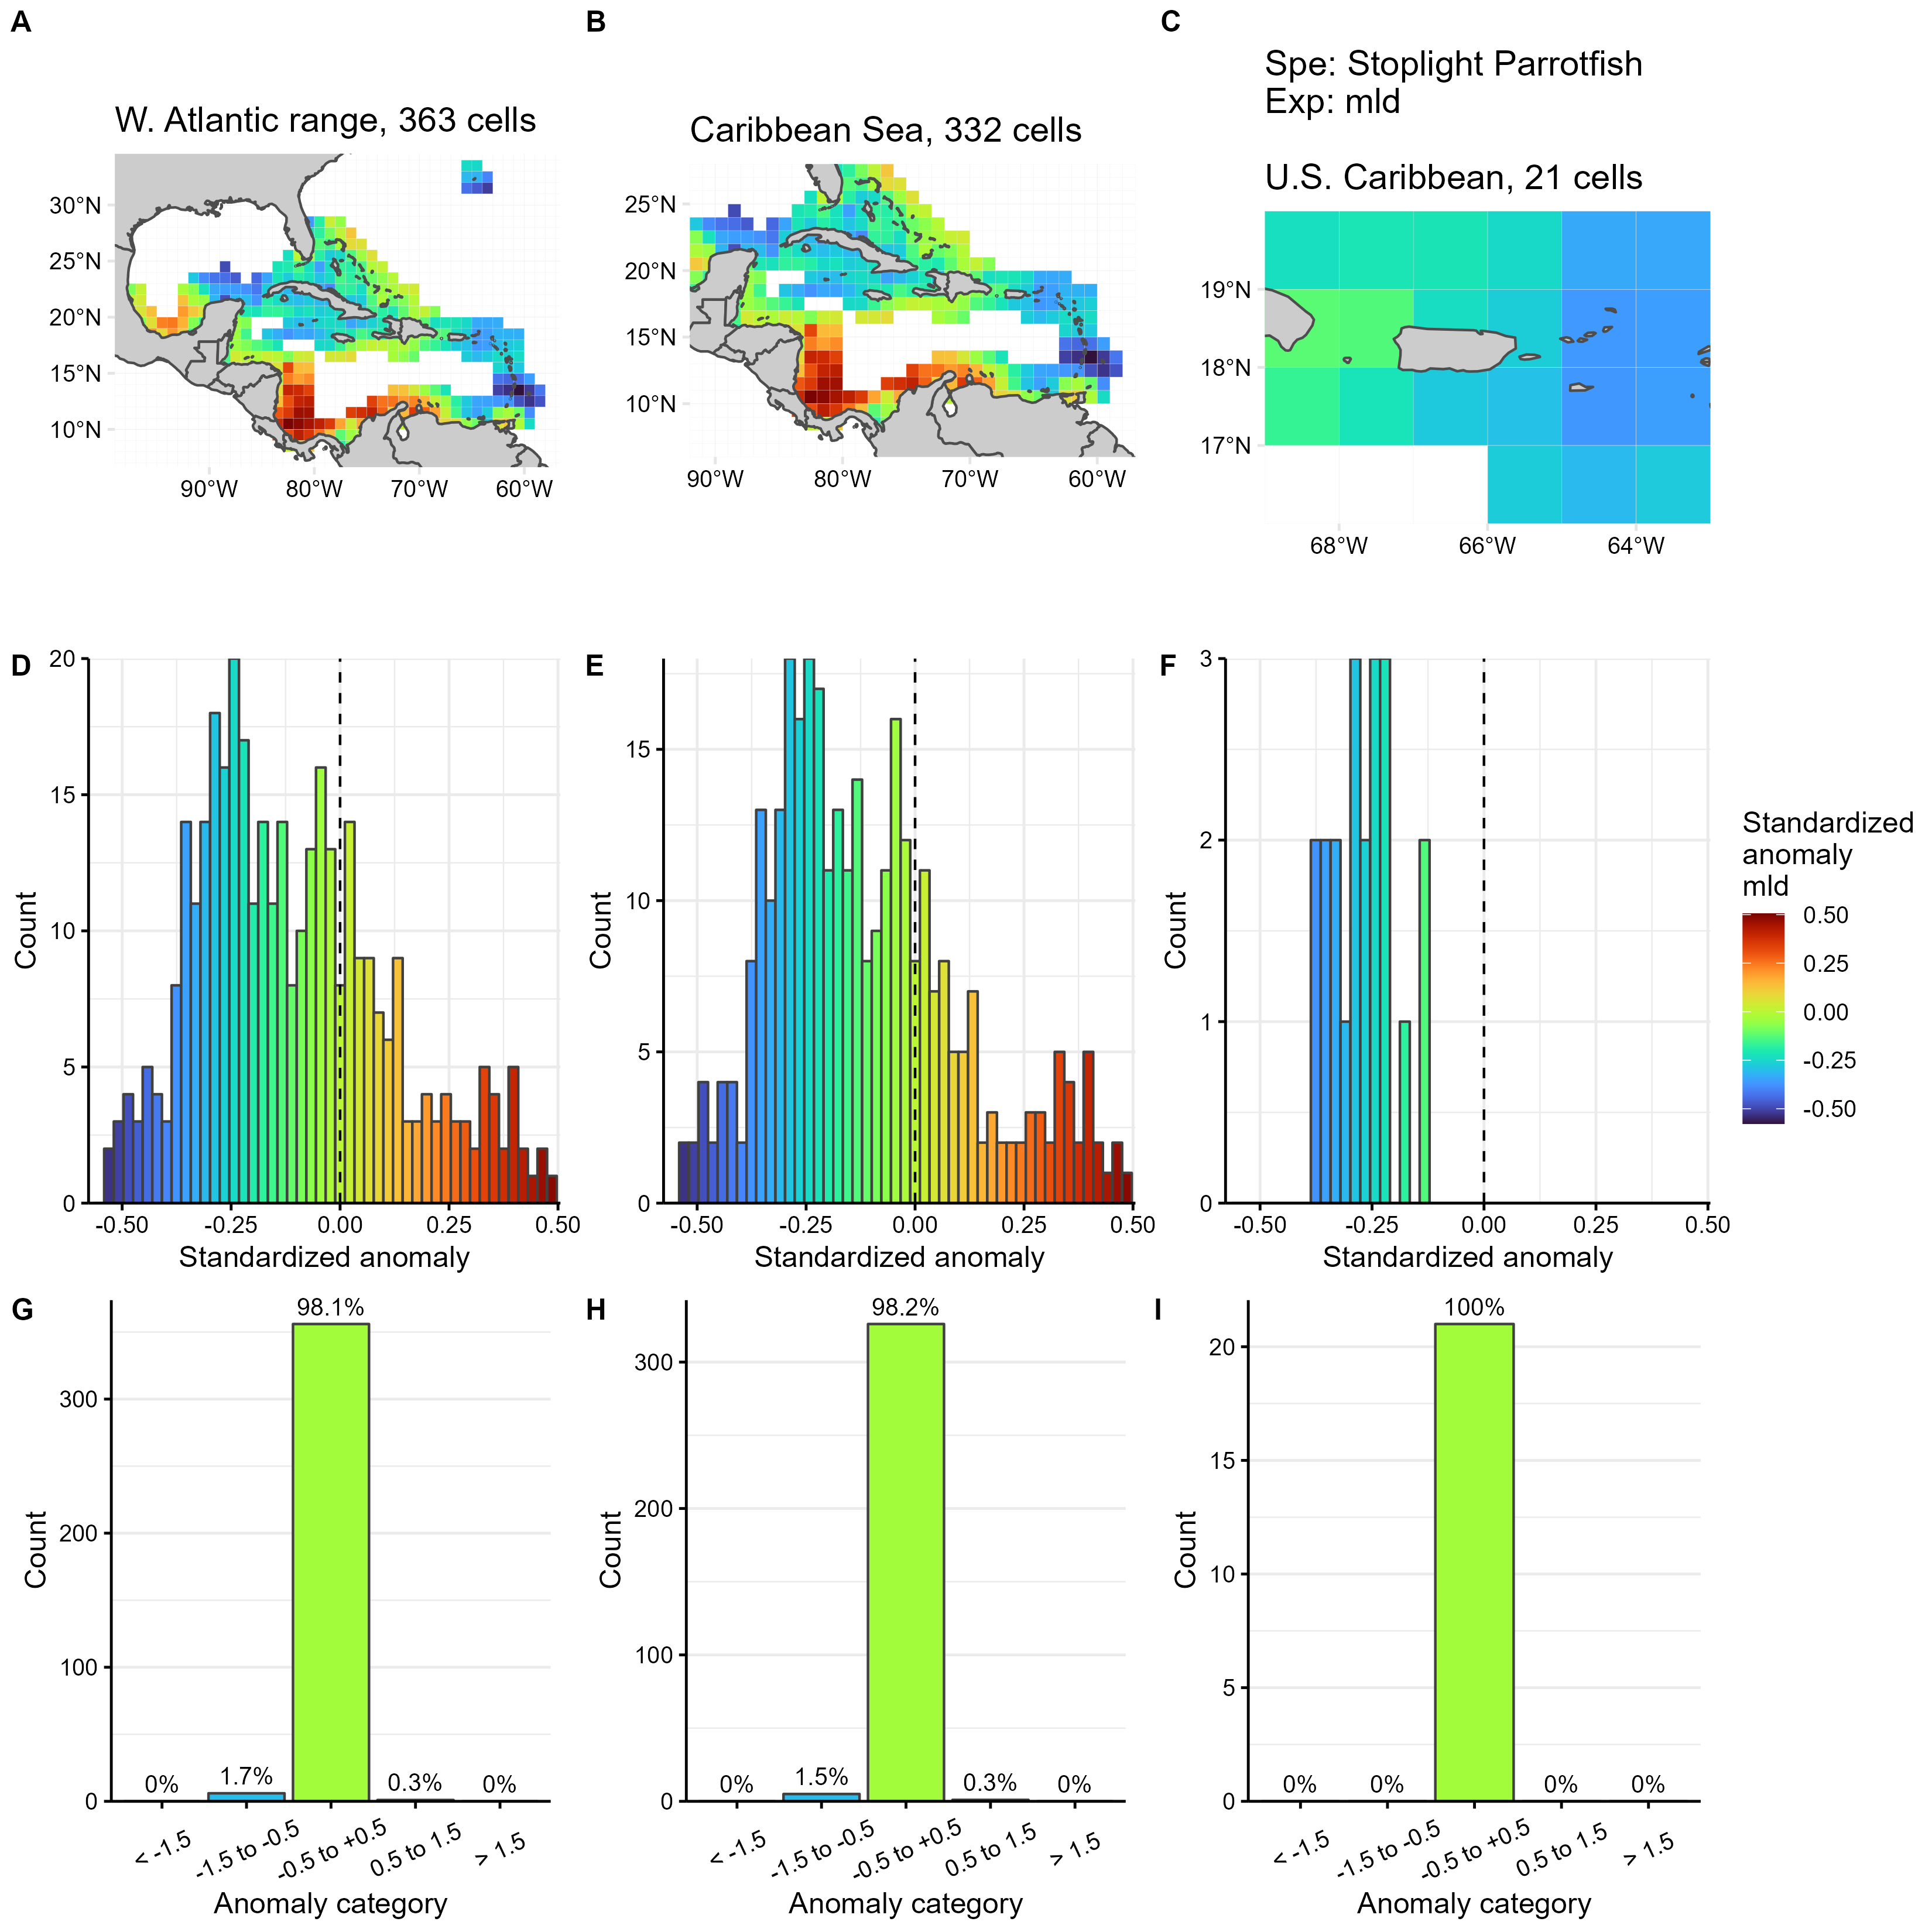 A
B
C
Spe: Stoplight Parrotfish
Exp: mld
W. Atlantic range, 363 cells
Caribbean Sea, 332 cells
U.S. Caribbean, 21 cells
30°N
25°N
20°N
15°N
10°N
90°W
80°W
70°W
60°W
25°N
20°N
15°N
10°N
90°W
80°W
70°W
60°W
19°N
18°N
17°N
68°W
66°W
64°W
D
20
15
10
5
0
Count
-0.50
-0.25
0.00
0.25
0.50
Standardized anomaly
E
15
10
5
0
Count
-0.50
-0.25
0.00
0.25
0.50
Standardized anomaly
F
3
2
1
0
Count
-0.50
-0.25
0.00
0.25
0.50
Standardized anomaly
Standardized
anomaly
mld
0.50
0.25
0.00
-0.25
-0.50
G
300
200
100
0
Count
0%
1.7%
98.1%
0.3%
0%
< -1.5
-1.5 to -0.5
-0.5 to +0.5
0.5 to 1.5
> 1.5
Anomaly category
H
300
200
100
0
Count
0%
1.5%
98.2%
0.3%
0%
< -1.5
-1.5 to -0.5
-0.5 to +0.5
0.5 to 1.5
> 1.5
Anomaly category
I
20
15
10
5
0
Count
0%
0%
100%
0%
0%
< -1.5
-1.5 to -0.5
-0.5 to +0.5
0.5 to 1.5
> 1.5
Anomaly category